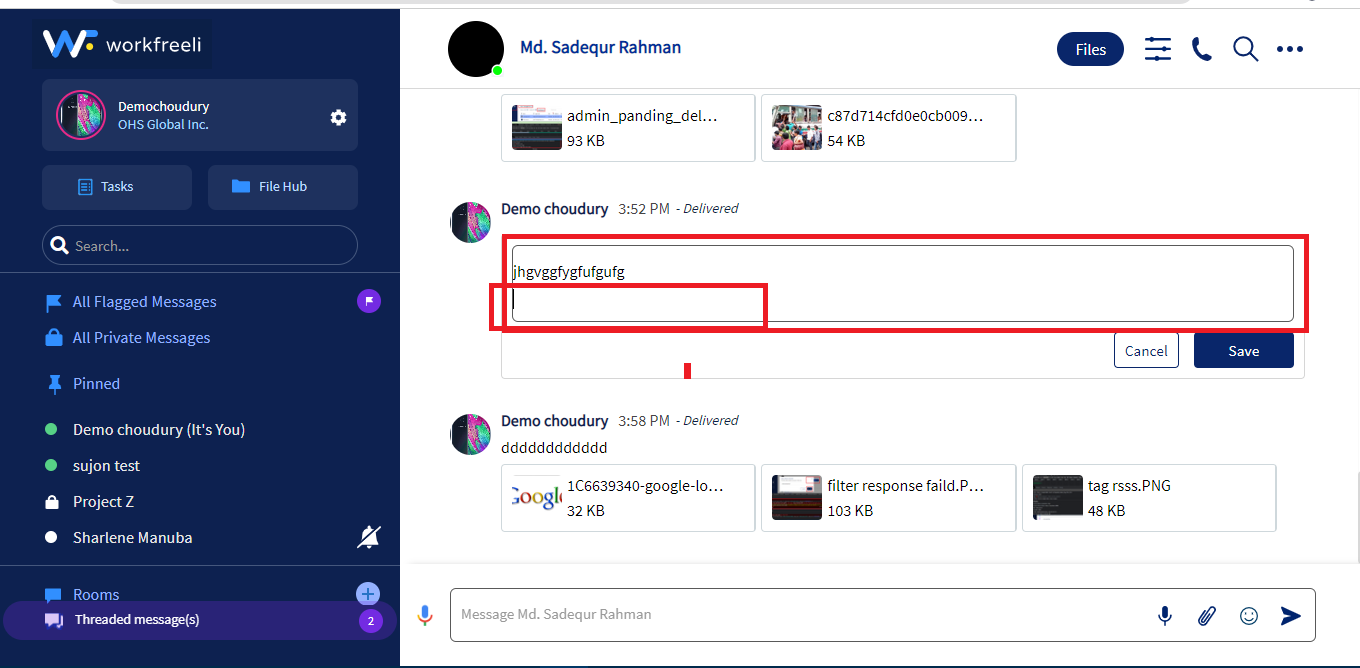 workfreeli
Demochoudury
OHS Global Inc.
Tasks
File Hub
Search...
All Flagged Messages
All Private Messages
Pinned
Demo choudury (It's You)
sujon test
Project Z
Sharlene Manuba
Rooms
Threaded message(s)
2
Md. Sadequr Rahman
Files
admin_panding_del...
93 KB
c87d714cfd0e0cb009...
54 KB
Demo choudury 3:52 PM - Delivered
jhgvggfygfufgufg
Cancel
Save
Demo choudury 3:58 PM - Delivered
dddddddddddd
Google
1C6639340-google-lo...
32 KB
filter response faild.P...
103 KB
tag rsss.PNG
48 KB
Message Md. Sadequr Rahman